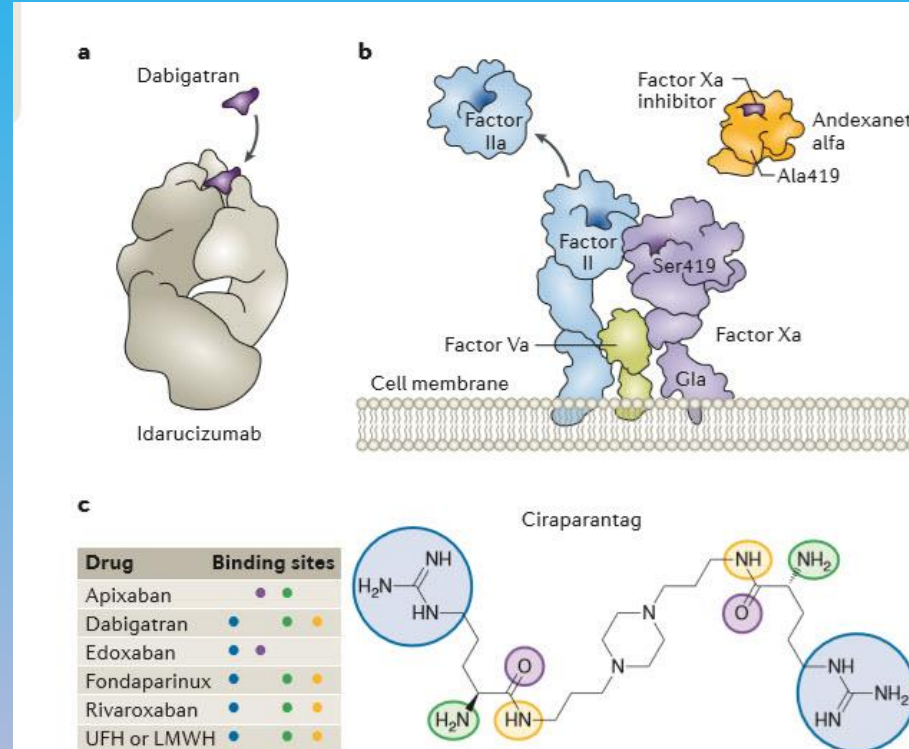 a
Dabigatran
Idarucizumab
b
Factor
IIa
Factor Xa
inhibitor
Andexanet
alfa
Ala419
Factor
II
Ser419
Factor Va
Factor Xa
Gla
Cell membrane
c
Ciraparantag
Drug Binding sites
Apixaban
Dabigatran
Edoxaban
Fondaparinux
Rivaroxaban
UFH or LMWH
NH
H₂N
HN
O
H₂N
HN
N
N
NH
NH₂
O
NH
NH₂
HN